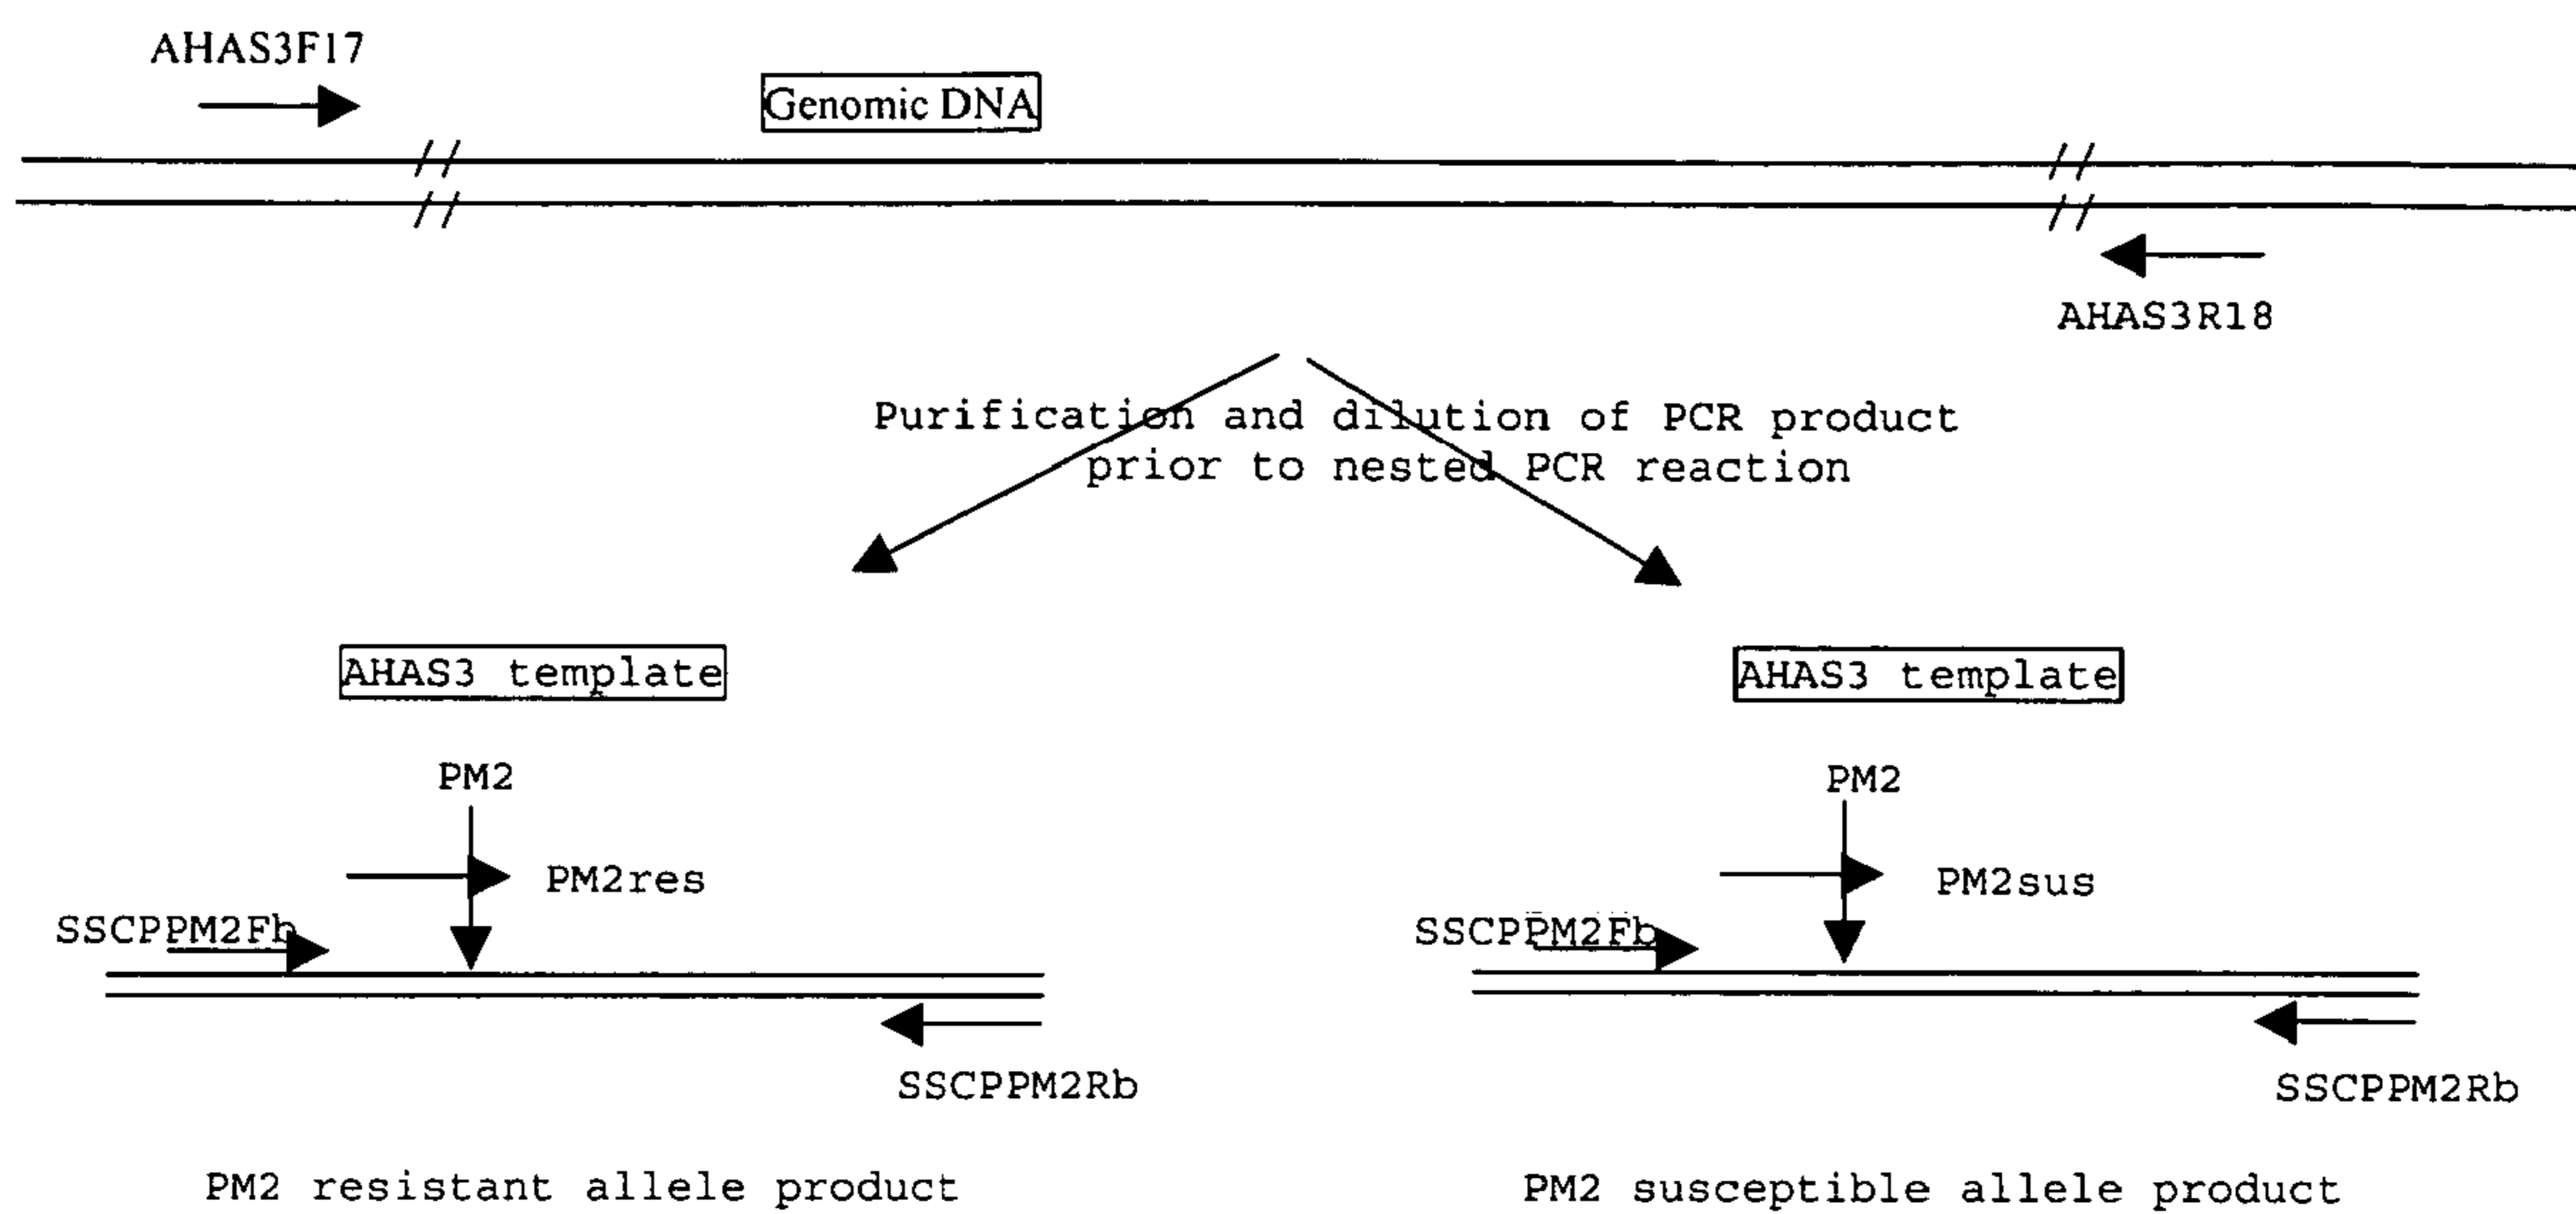 AHAS3F17
Genomic DNA
AHAS3R18
Purification and dilution of PCR product
prior to nested PCR reaction
AHAS3 template
AHAS3 template
PM2
PM2
PM2res
PM2sus
SSCPPM2Fb
SSCPPM2Fb
SSCPPM2Rb
SSCPPM2Rb
PM2 resistant allele product
PM2 susceptible allele product